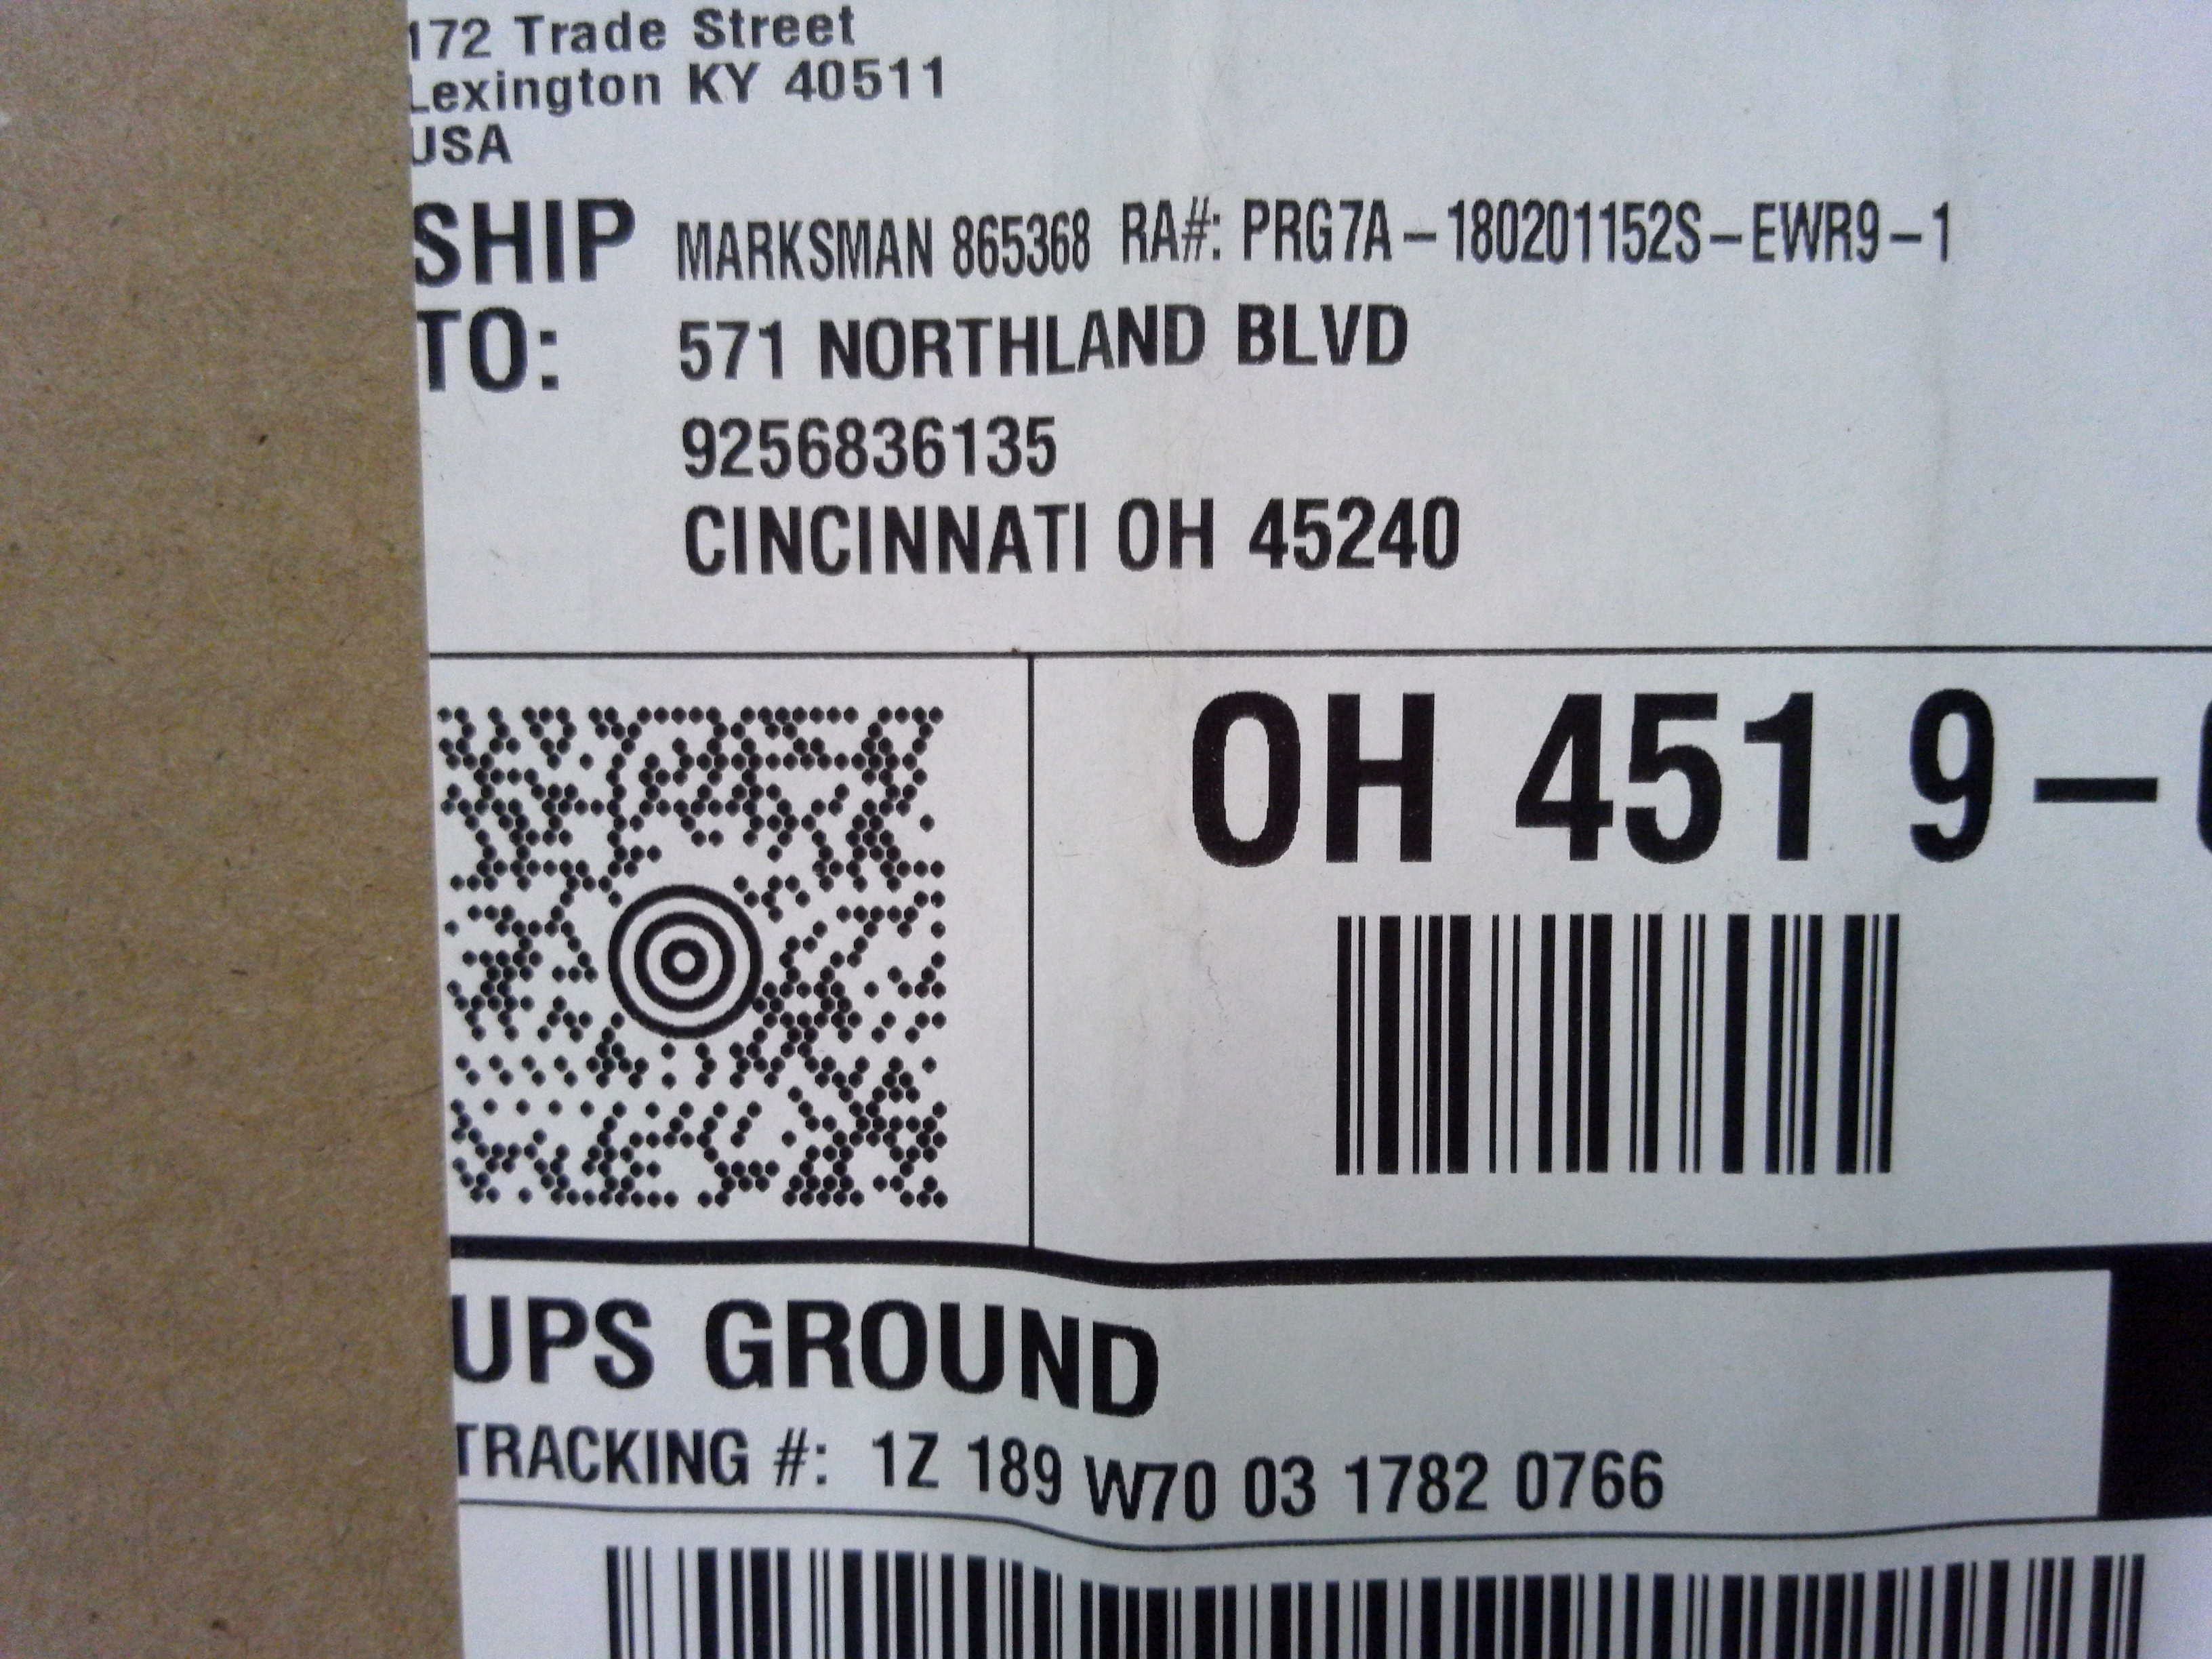 172 Trade Street
Lexington KY 40511
USA
SHIP TO:
MARKSMAN 865368 RA#: PRG7A-180201152S-EWR9-1
571 NORTHLAND BLVD
9256836135
CINCINNATI OH 45240
OH 451 9-
UPS GROUND
TRACKING #: 1Z 189 W70 03 1782 0766